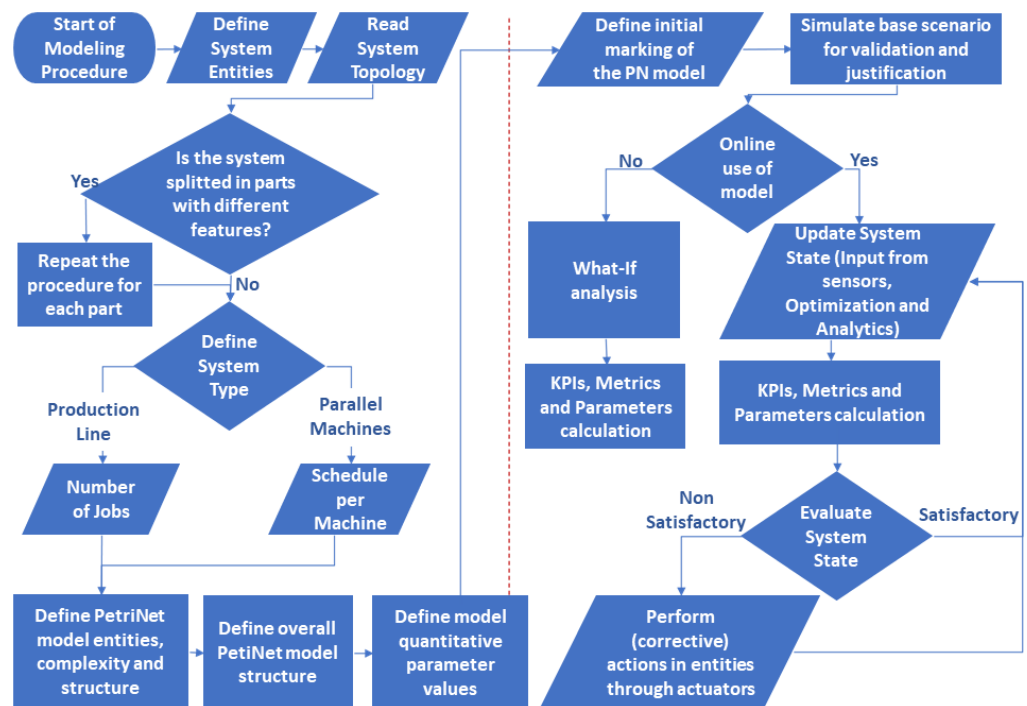 Start of
Modeling
Procedure
Define
System
Entities
Read
System
Topology
Is the system
splitted in parts
with different
features?
Yes
Repeat the
procedure for
each part
No
Define
System
Type
Production
Line
Parallel
Machines
Number
of Jobs
Schedule
per
Machine
Define PetriNet
model entities,
complexity and
structure
Define overall
PetiNet model
structure
Define model
quantitative
parameter
values
Define initial
marking of
the PN model
Simulate base scenario
for validation and
justification
Online
use of
model
No
Yes
What-If
analysis
KPIs, Metrics
and Parameters
calculation
Update System
State (Input from
sensors,
Optimization and
Analytics)
KPIs, Metrics and
Parameters calculation
Evaluate
System
State
Non
Satisfactory
Satisfactory
Perform
(corrective)
actions in entities
through actuators